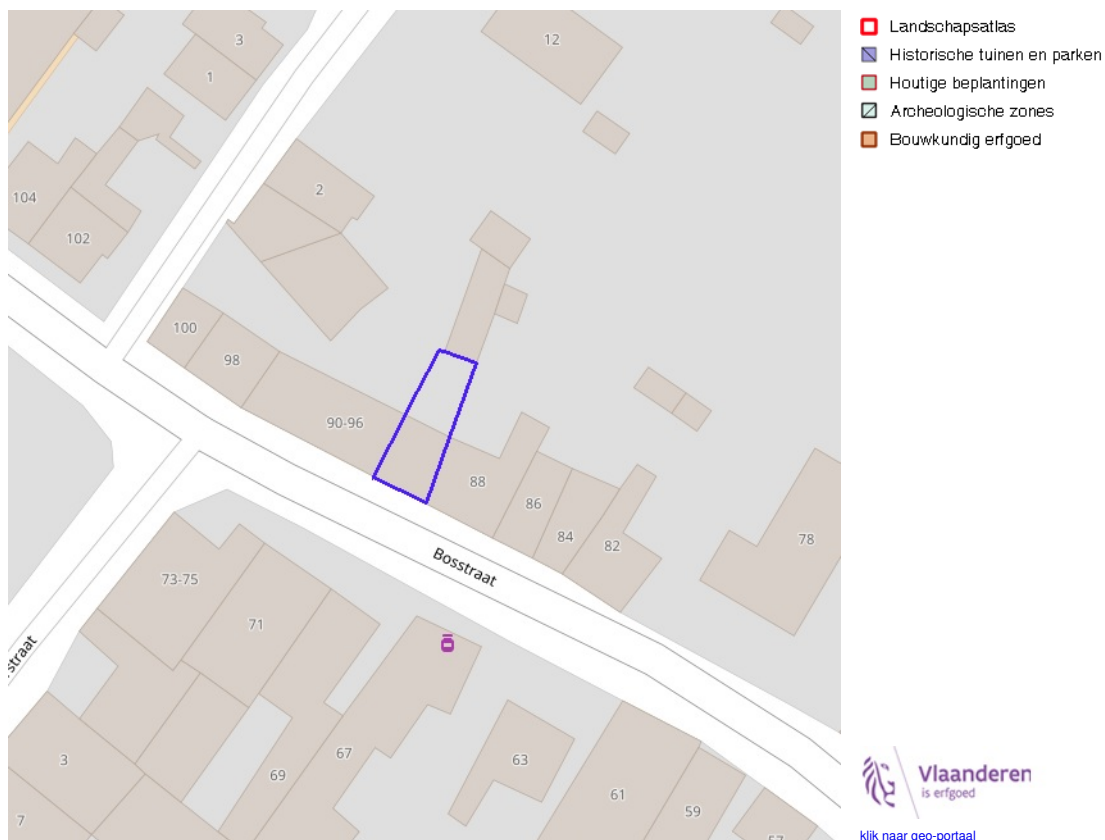 12
3
1
2
104
102
100
98
90-96
88
86
84
82
78
Bosstraat
73-75
71
straat
67
69
63
61
59
57
3
7
Landschapsatlas
Historische tuinen en parken
Houtige beplantingen
Archeologische zones
Bouwkundig erfgoed
Vlaanderen
is erfgoed
klik naar geo-portaal